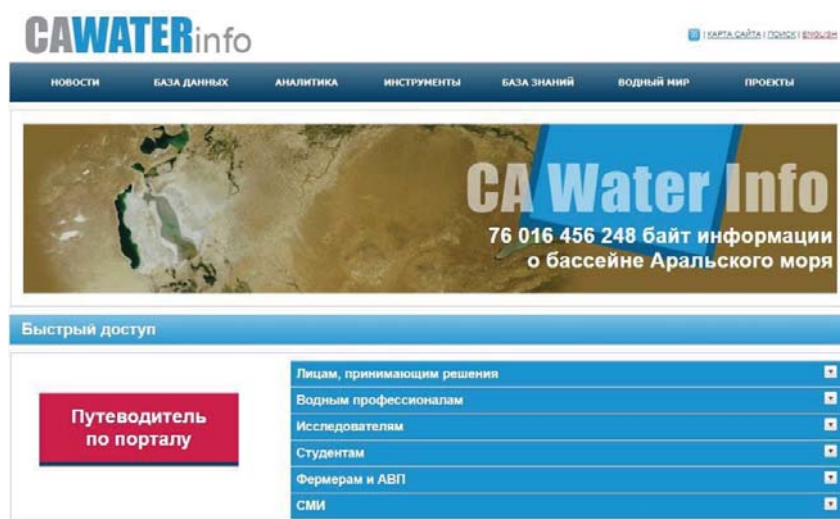 CAWATERinfo
| КАРТА САЙТА | ПОИСК | ENGLISH
НОВОСТИ БАЗА ДАННЫХ АНАЛИТИКА ИНСТРУМЕНТЫ БАЗА ЗНАНИЙ ВОДНЫЙ МИР ПРОЕКТЫ
CA Water Info
76 016 456 248 байт информации
о бассейне Аральского моря
Быстрый доступ
Путеводитель
по порталу
Лицам, принимающим решения
Водным профессионалам
Исследователям
Студентам
Фермерам и АВП
СМИ